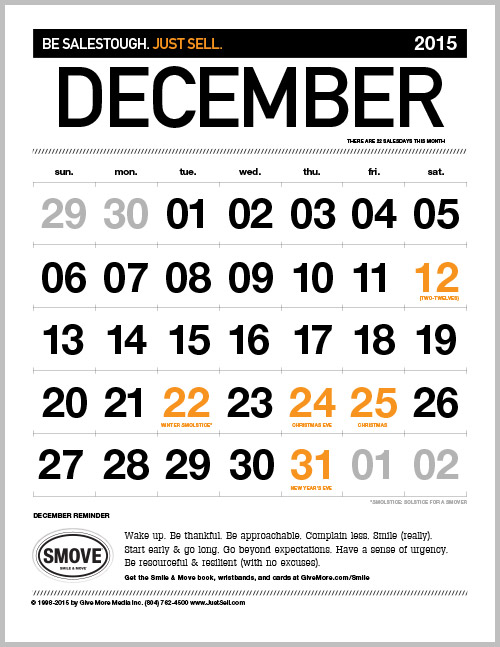 BE SALESTOUGH. JUST SELL. 2015
DECEMBER
THERE ARE 22 SALESDAYS THIS MONTH
sun. mon. tue. wed. thu. fri. sat.
29 30 01 02 03 04 05
06 07 08 09 10 11 12
(TWO-TWELVES)
13 14 15 16 17 18 19
20 21 22 23 24 25 26
WINTER SMOLSTICE* CHRISTMAS EVE CHRISTMAS
27 28 29 30 31 01 02
NEW YEAR'S EVE
*SMOLSTICE: SOLSTICE FOR A SMOVER
DECEMBER REMINDER
Wake up. Be thankful. Be approachable. Complain less. Smile (really).
Start early & go long. Go beyond expectations. Have a sense of urgency.
Be resourceful & resilient (with no excuses).
SMOVE
SMILE & MOVE
Get the Smile & Move book, wristbands, and cards at GiveMore.com/Smile
© 1998-2015 by Give More Media Inc. (804) 762-4500 www.JustSell.com